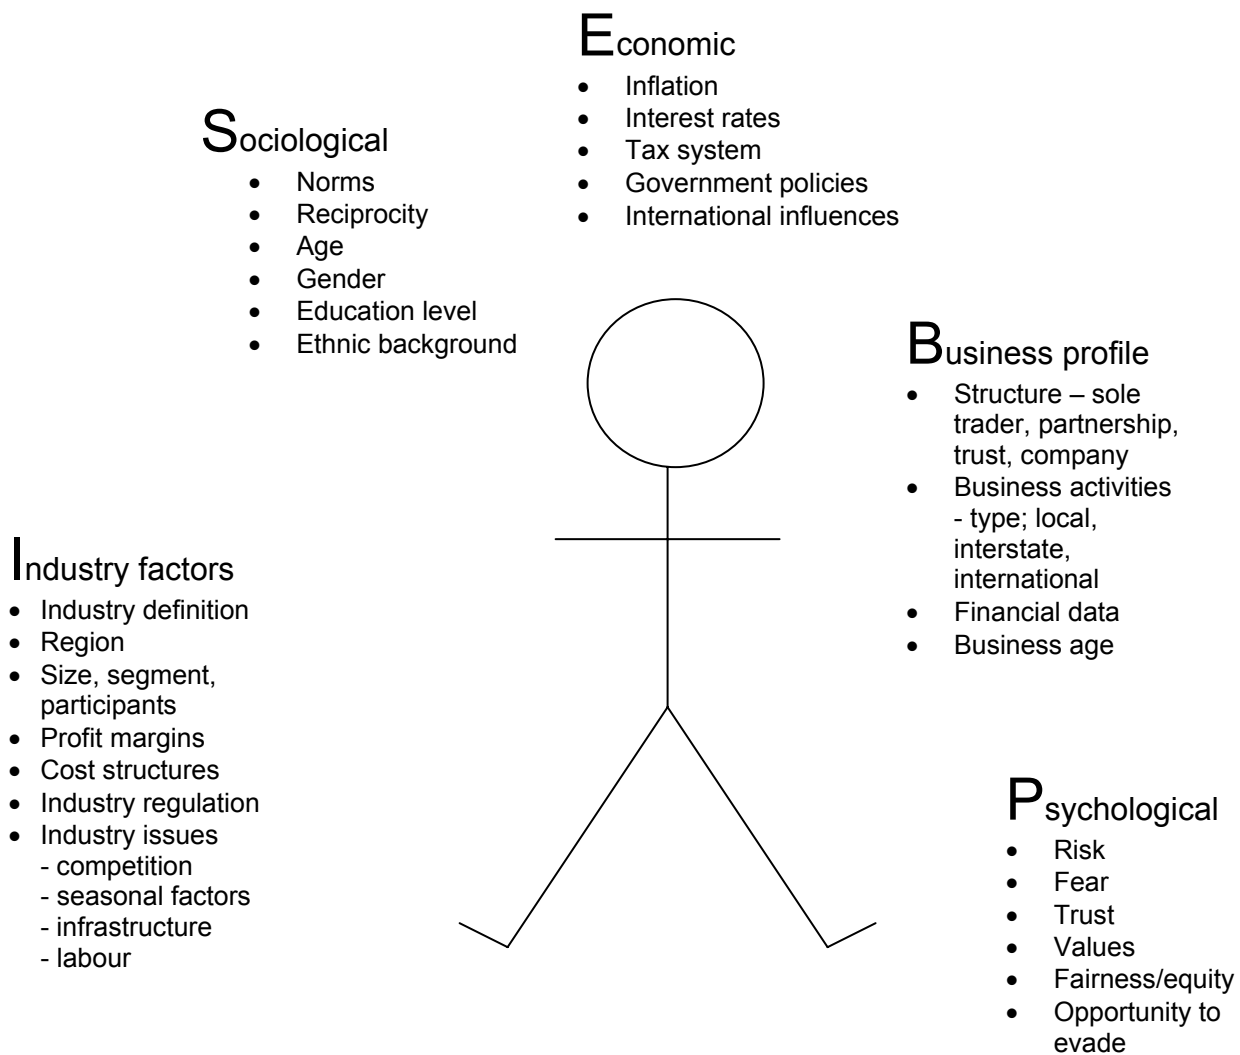 Economic
• Inflation
• Interest rates
• Tax system
• Government policies
• International influences
Sociological
• Norms
• Reciprocity
• Age
• Gender
• Education level
• Ethnic background
Business profile
• Structure – sole
trader, partnership,
trust, company
• Business activities
- type; local,
interstate,
international
• Financial data
• Business age
Industry factors
• Industry definition
• Region
• Size, segment,
participants
• Profit margins
• Cost structures
• Industry regulation
• Industry issues
- competition
- seasonal factors
- infrastructure
- labour
Psychological
• Risk
• Fear
• Trust
• Values
• Fairness/equity
• Opportunity to
evade